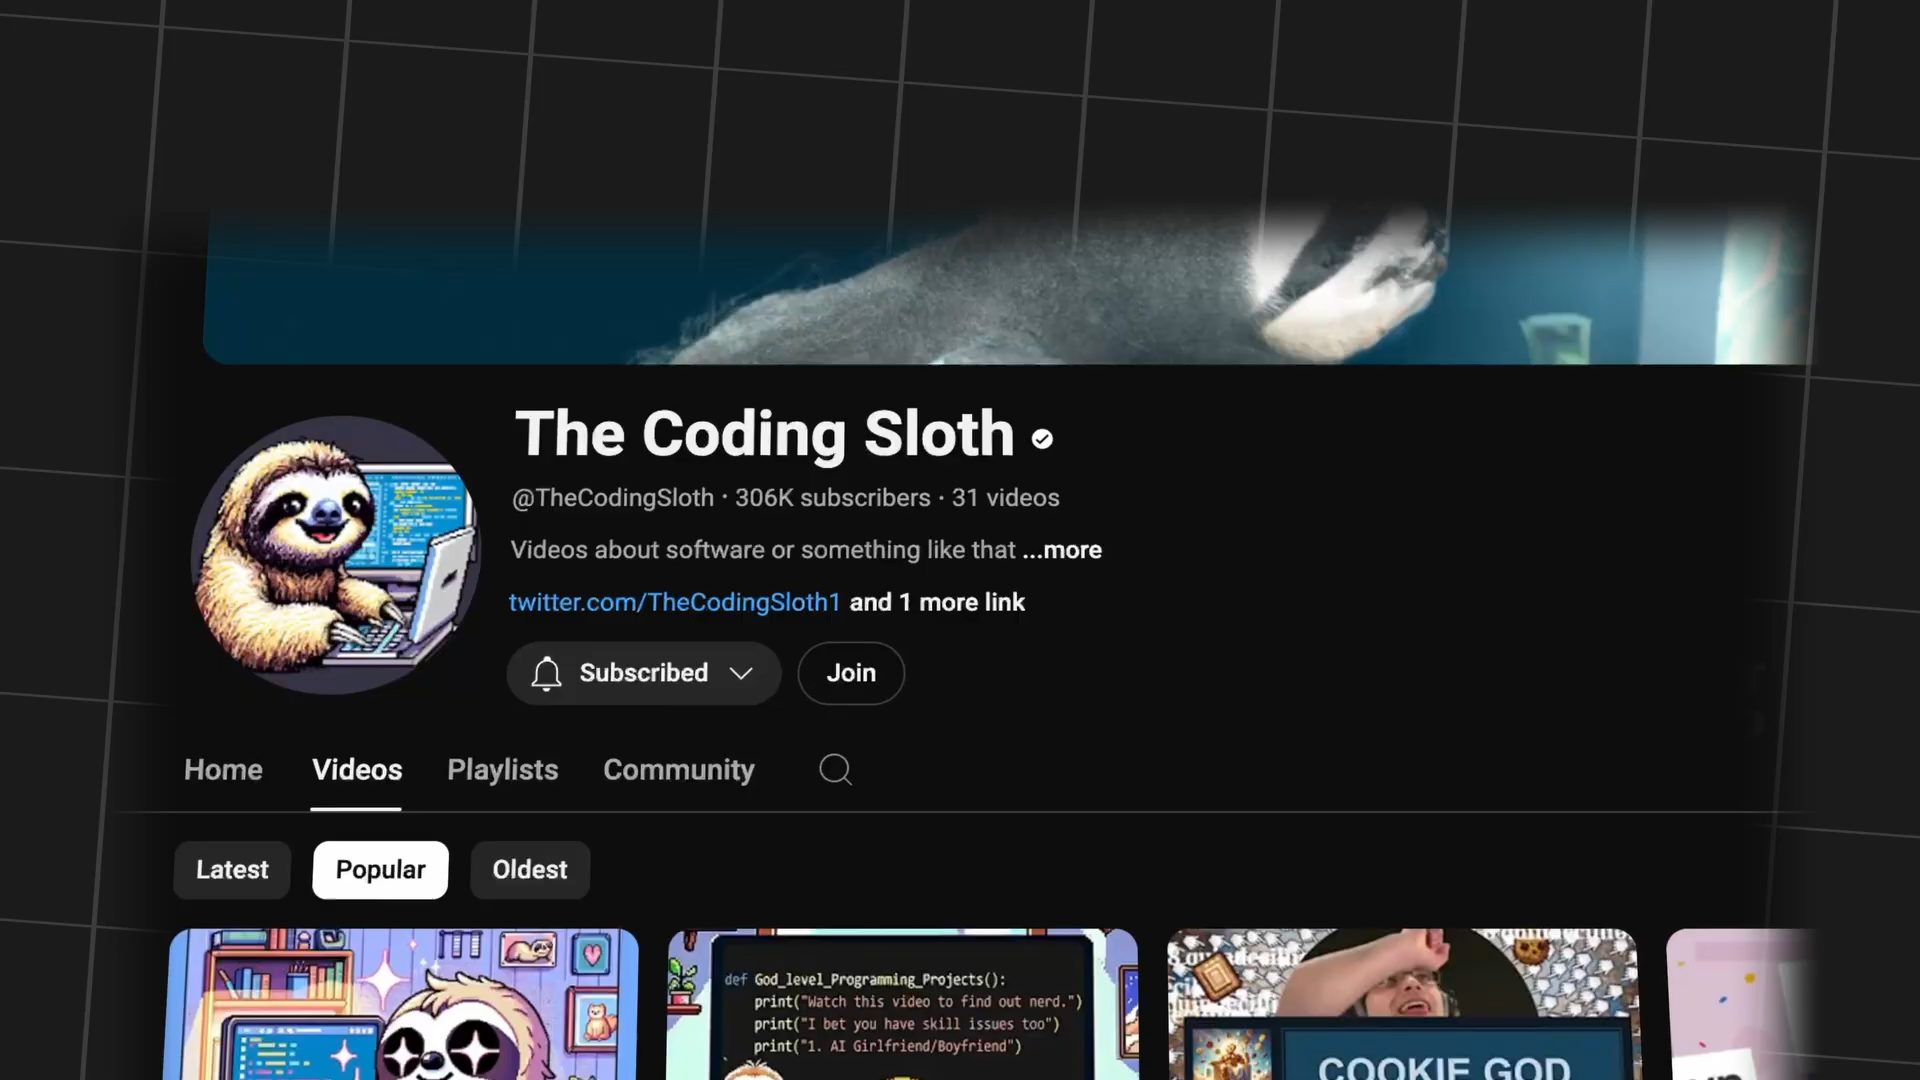 The Coding Sloth
@TheCodingSloth · 306K subscribers · 31 videos
Videos about software or something like that ...more
twitter.com/TheCodingSloth1 and 1 more link
Subscribed
Join
Home
Videos
Playlists
Community
Latest
Popular
Oldest
def God_level_Programming_Projects():
print("Watch this video to find out nerd.")
print("I bet you have skill issues too")
print("1. AI Girlfriend/Boyfriend")
COOKIE GOD